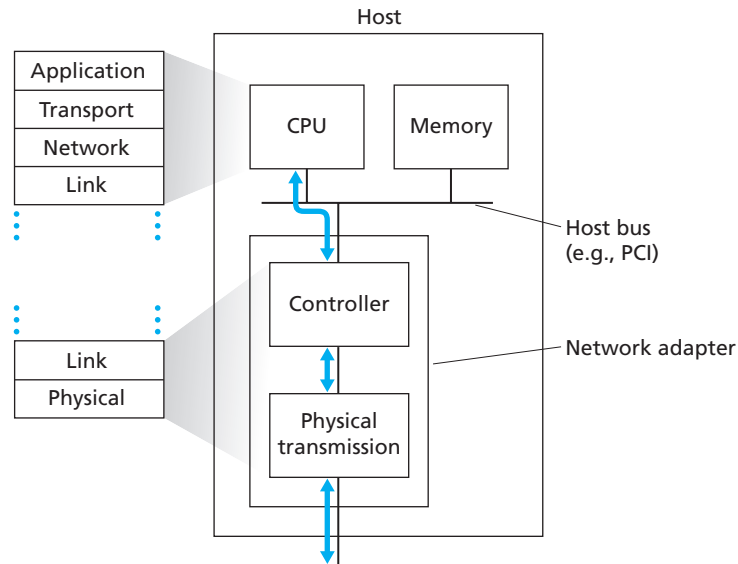 Host
Application
Transport
Network
Link
CPU
Memory
Host bus
(e.g., PCI)
Controller
Network adapter
Link
Physical
Physical
transmission